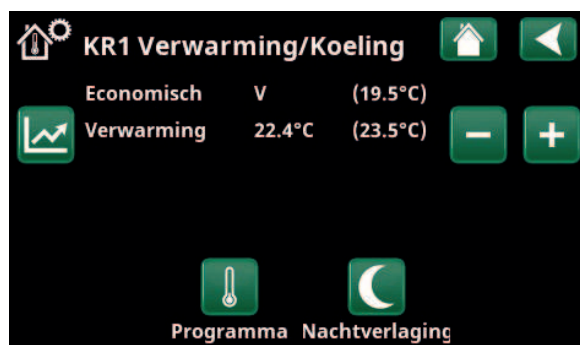 KR1 Verwarming/Koeling
Economisch V (19.5°C)
Verwarming 22.4°C (23.5°C)
Programma Nachtverlaging